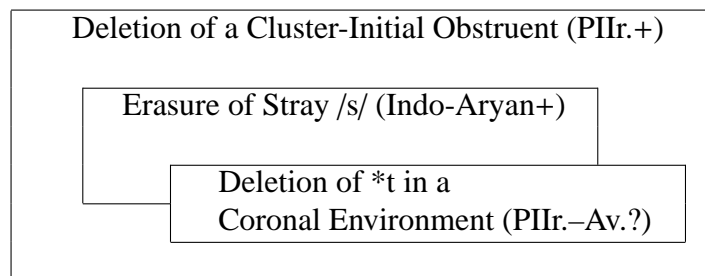 Deletion of a Cluster-Initial Obstruent (PIIr.+)
Erasure of Stray /s/ (Indo-Aryan+)
Deletion of *t in a
Coronal Environment (PIIr.–Av.?)